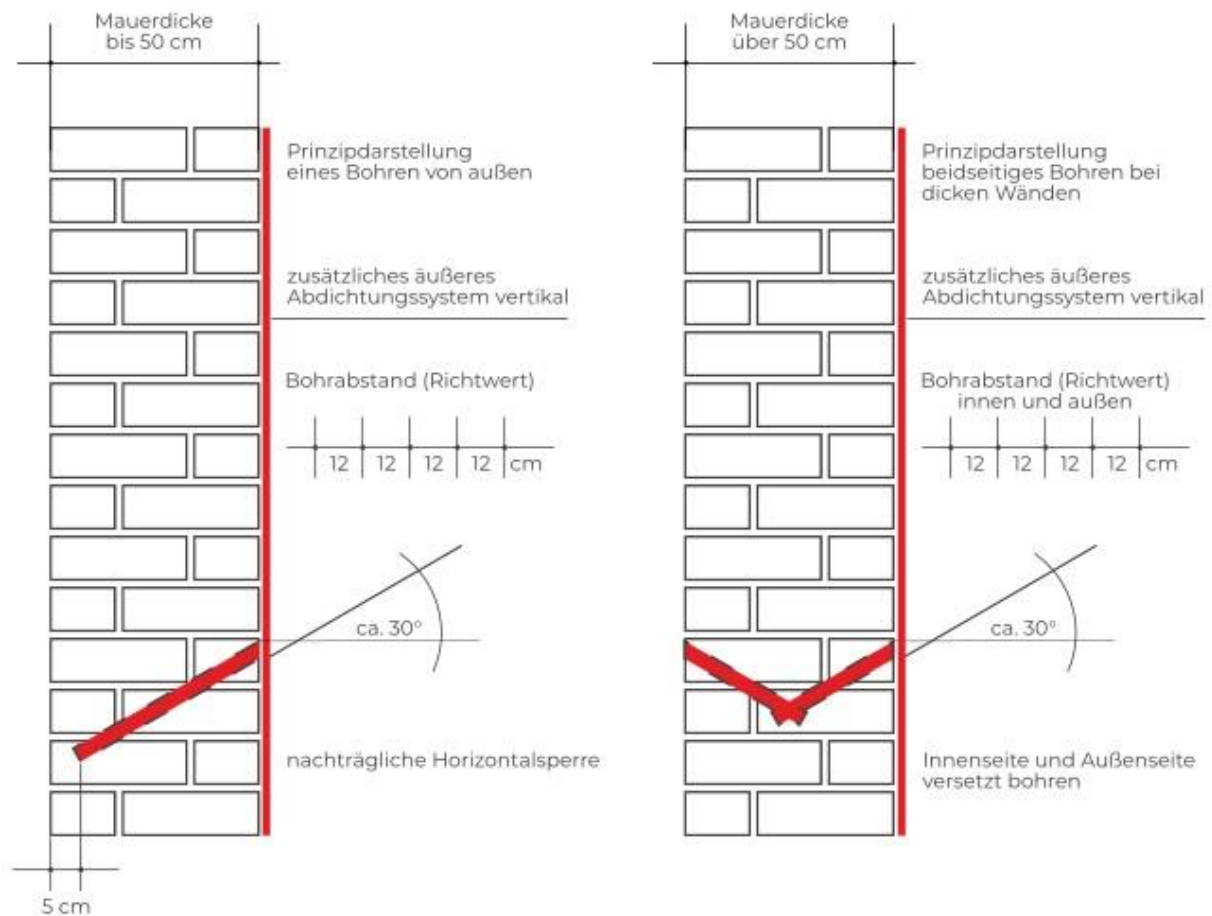 Mauerdicke
bis 50 cm
Prinzipdarstellung
eines Bohren von außen
zusätzliches äußeres
Abdichtungssystem vertikal
Bohrabstand (Richtwert)
12 12 12 12 cm
ca. 30°
nachträgliche Horizontalsperre
5 cm
Mauerdicke
über 50 cm
Prinzipdarstellung
beidseitiges Bohren bei
dicken Wänden
zusätzliches äußeres
Abdichtungssystem vertikal
Bohrabstand (Richtwert)
innen und außen
12 12 12 12 cm
ca. 30°
Innenseite und Außenseite
versetzt bohren